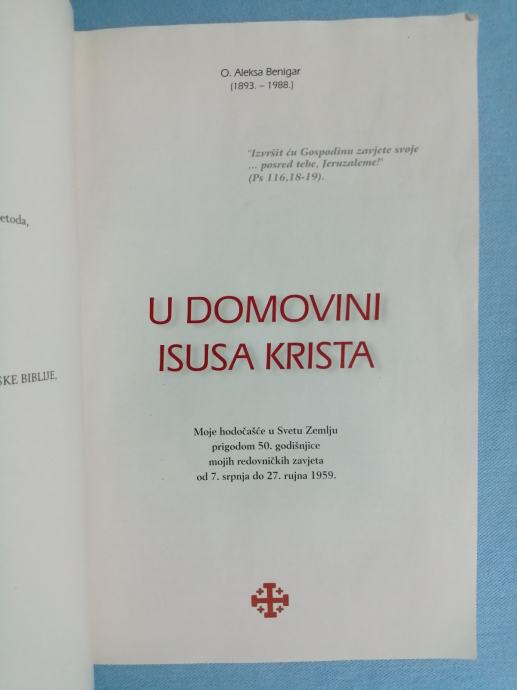 etoda,
SKE BIBLIJE,
O. Aleksa Benigar
(1893. – 1988.)
"Izvršit ću Gospodinu zavjete svoje
... posred tebe, Jeruzaleme!"
(Ps 116,18-19).
U DOMOVINI
ISUSA KRISTA
Moje hodočašće u Svetu Zemlju
prigodom 50. godišnjice
mojih redovničkih zavjeta
od 7. srpnja do 27. rujna 1959.